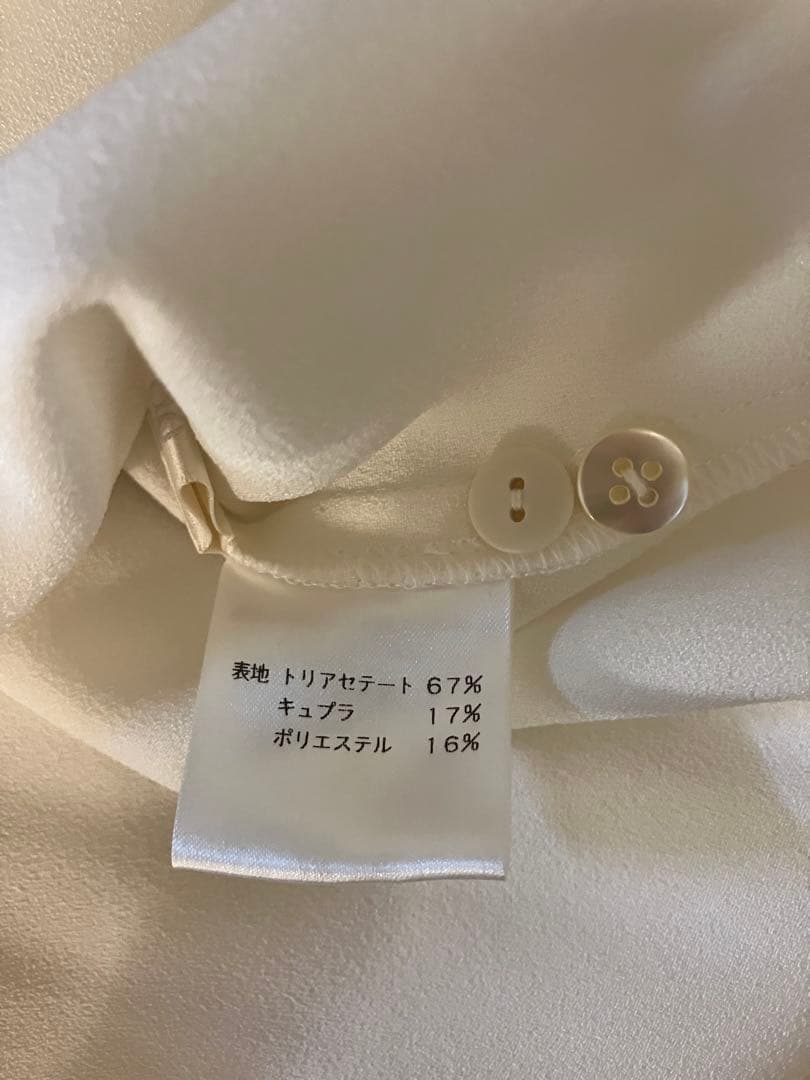 表地 トリアセテート 67%
キュプラ 17%
ポリエステル 16%